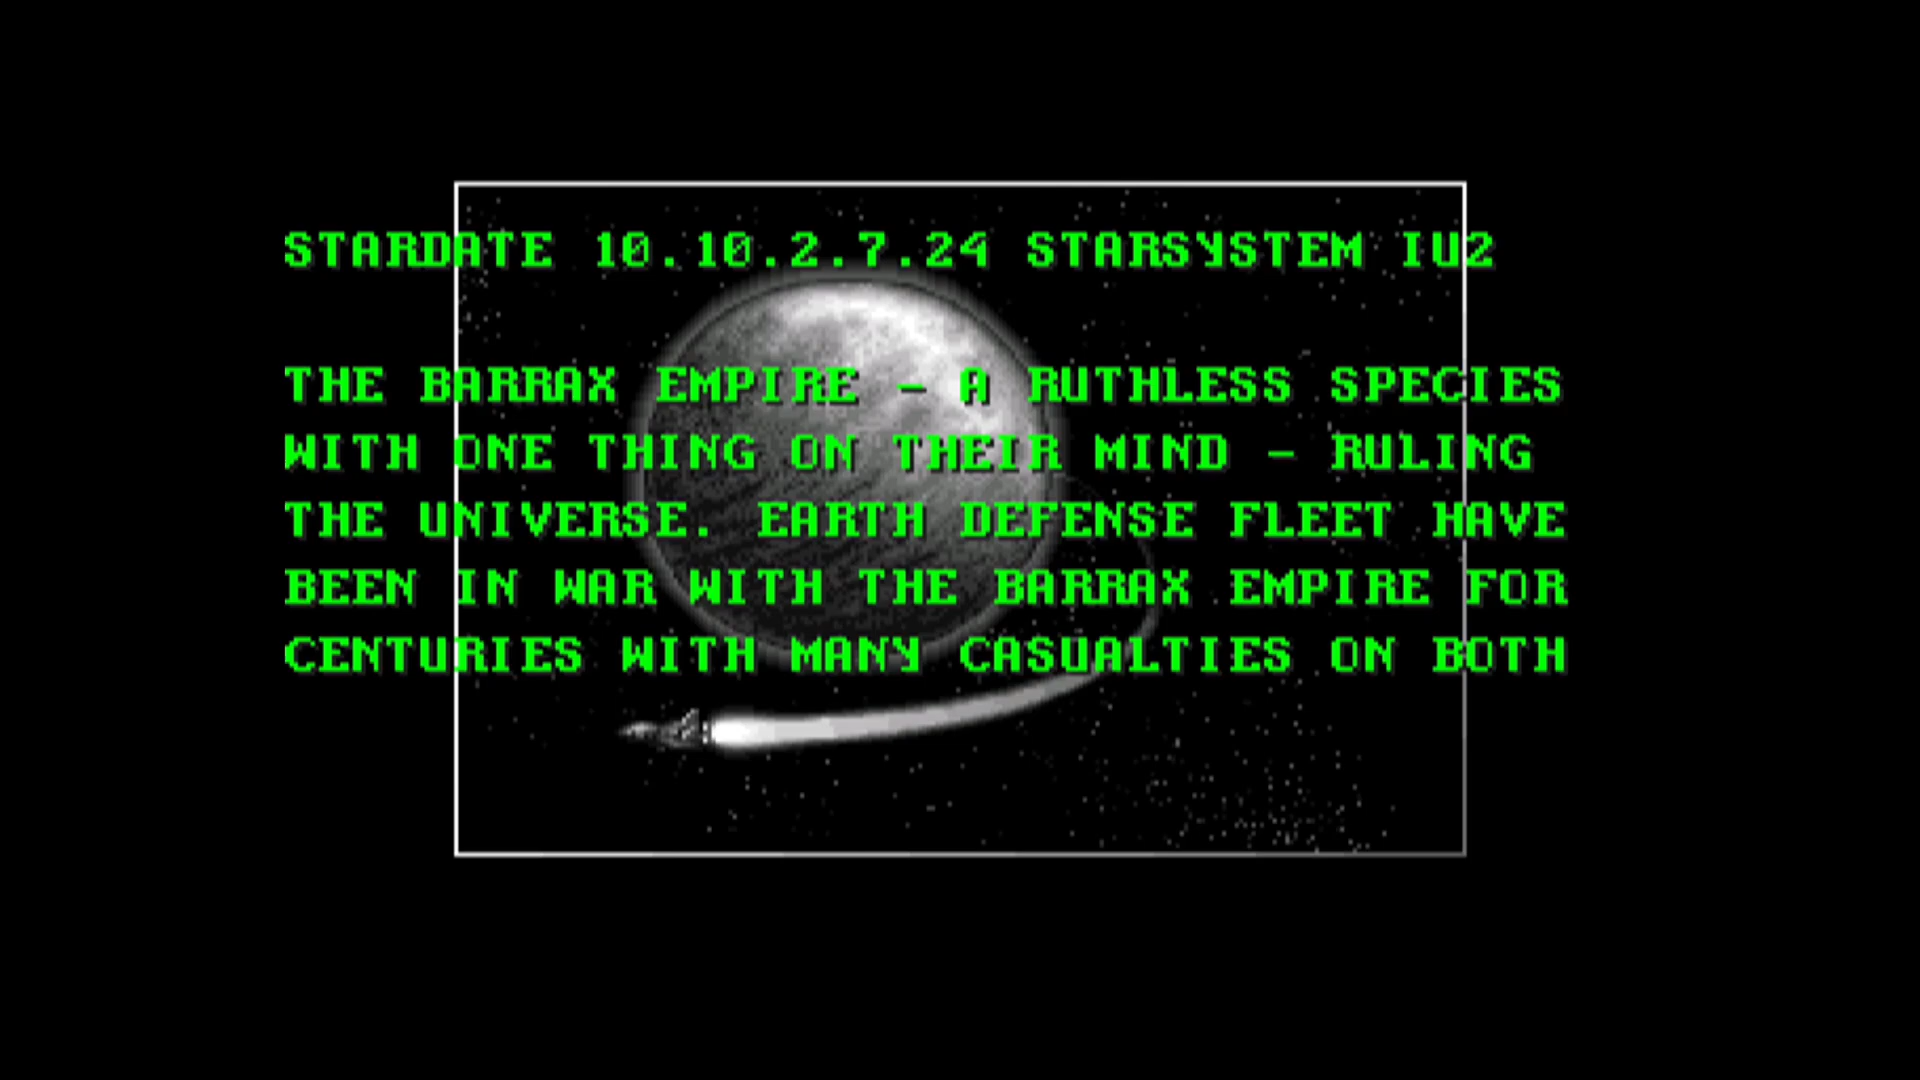 STARDATE 10.10.2.7.24 STARSYSTEM IU2
THE BARRAX EMPIRE - A RUTHLESS SPECIES
WITH ONE THING ON THEIR MIND - RULING
THE UNIVERSE. EARTH DEFENSE FLEET HAVE
BEEN IN WAR WITH THE BARRAX EMPIRE FOR
CENTURIES WITH MANY CASUALTIES ON BOTH